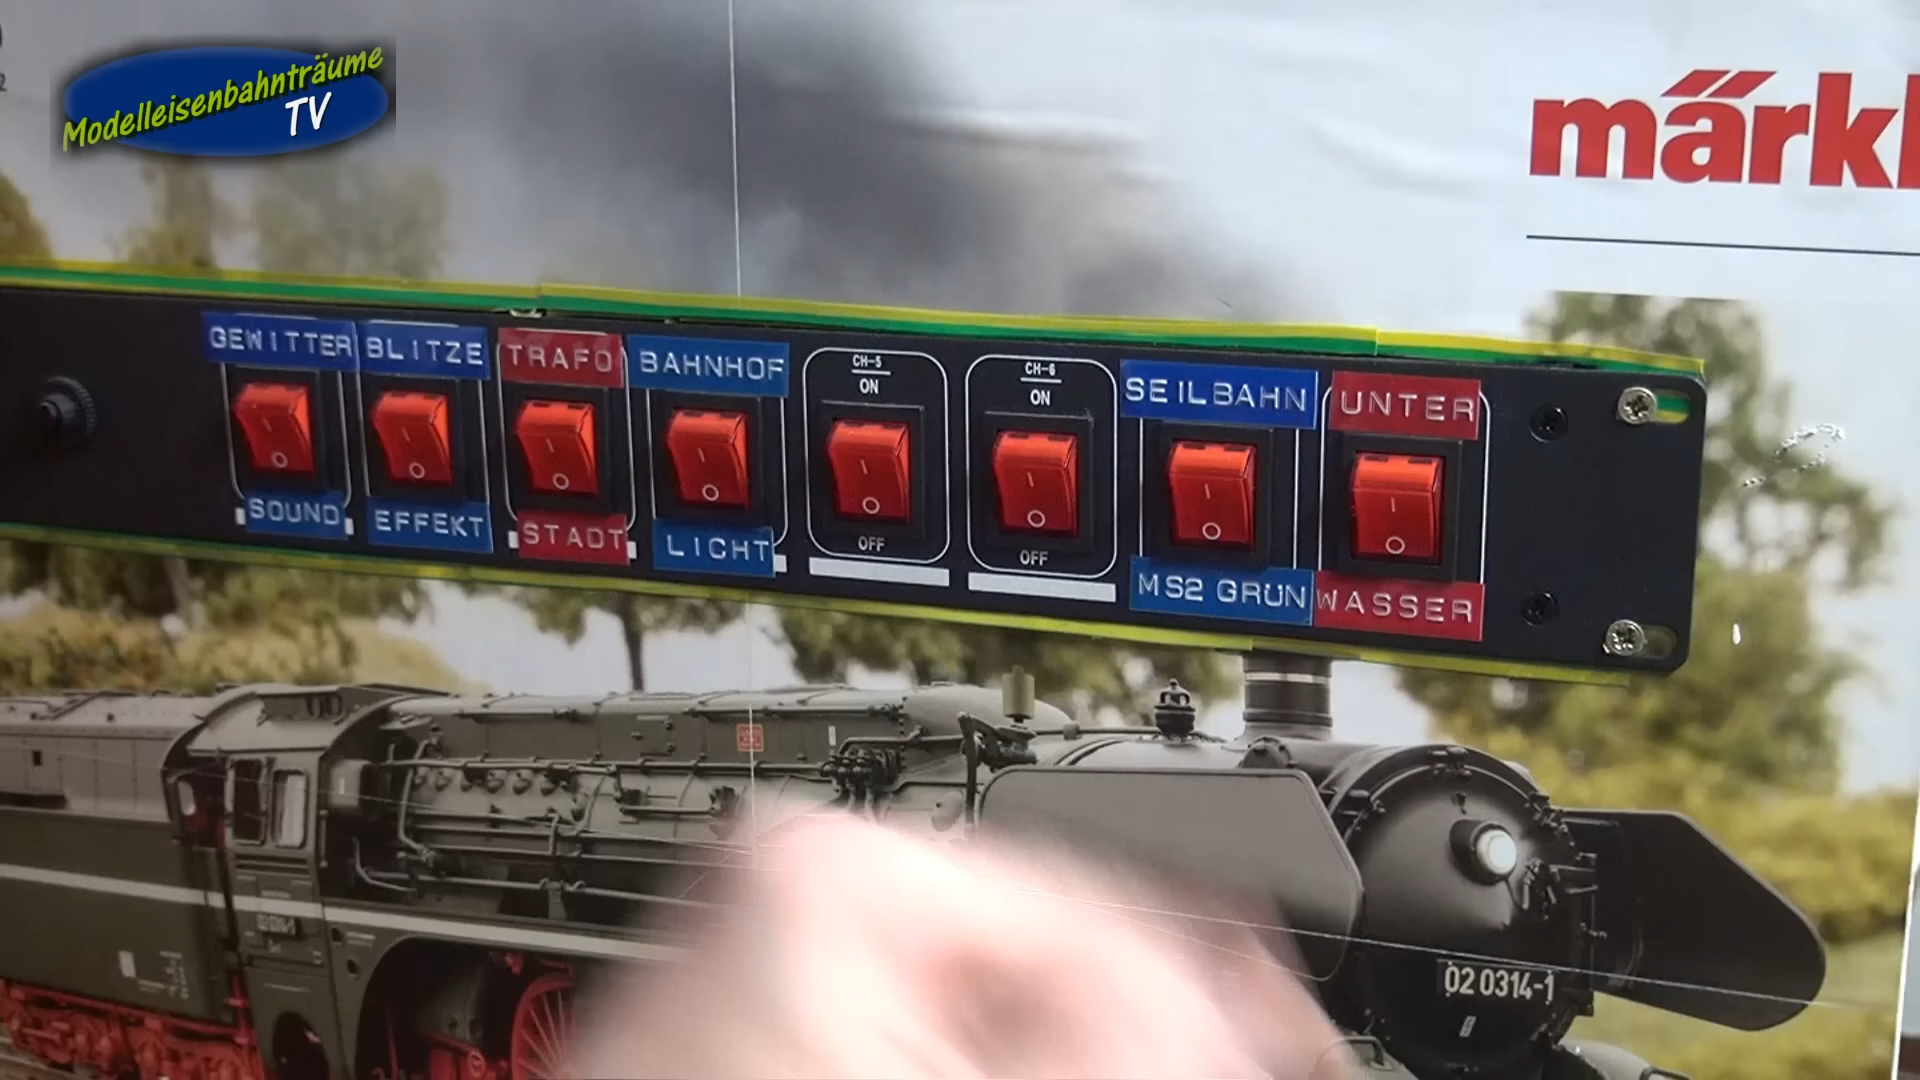 Modelleisenbahnträume
TV
märkl
GEWITTER
SOUND
BLITZE
EFFEKT
TRAFO
STADT
BAHNHOF
LICHT
CH-5
ON
OFF
CH-6
ON
OFF
SEILBAHN
MS2 GRÜN
UNTER
WASSER
02 0314-1